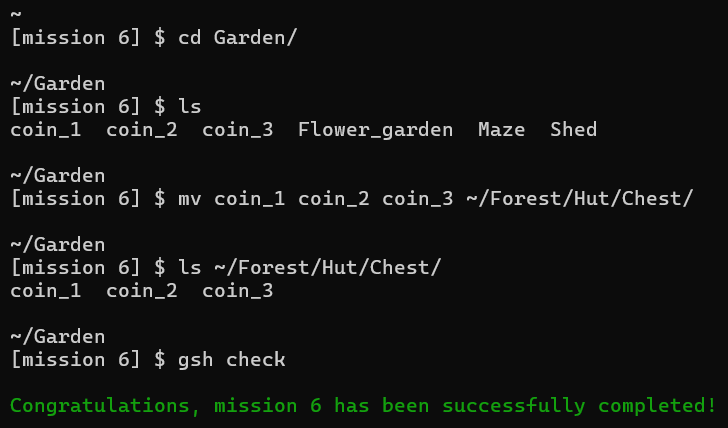 ~
[mission 6] $ cd Garden/
~/Garden
[mission 6] $ ls
coin_1  coin_2  coin_3  Flower_garden  Maze  Shed
~/Garden
[mission 6] $ mv coin_1 coin_2 coin_3 ~/Forest/Hut/Chest/
~/Garden
[mission 6] $ ls ~/Forest/Hut/Chest/
coin_1  coin_2  coin_3
~/Garden
[mission 6] $ gsh check
Congratulations, mission 6 has been successfully completed!